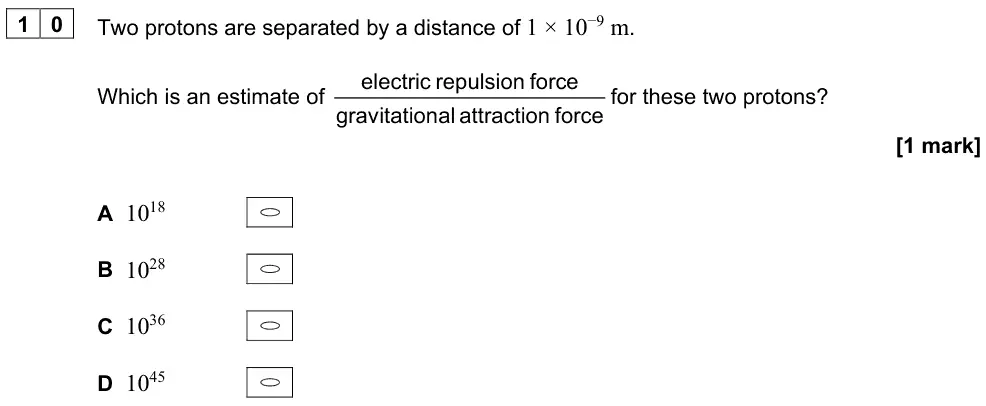 1 0 Two protons are separated by a distance of 1 × 10⁻⁹ m.
Which is an estimate of electric repulsion force / gravitational attraction force for these two protons?
[1 mark]
A 10¹⁸
B 10²⁸
C 10³⁶
D 10⁴⁵